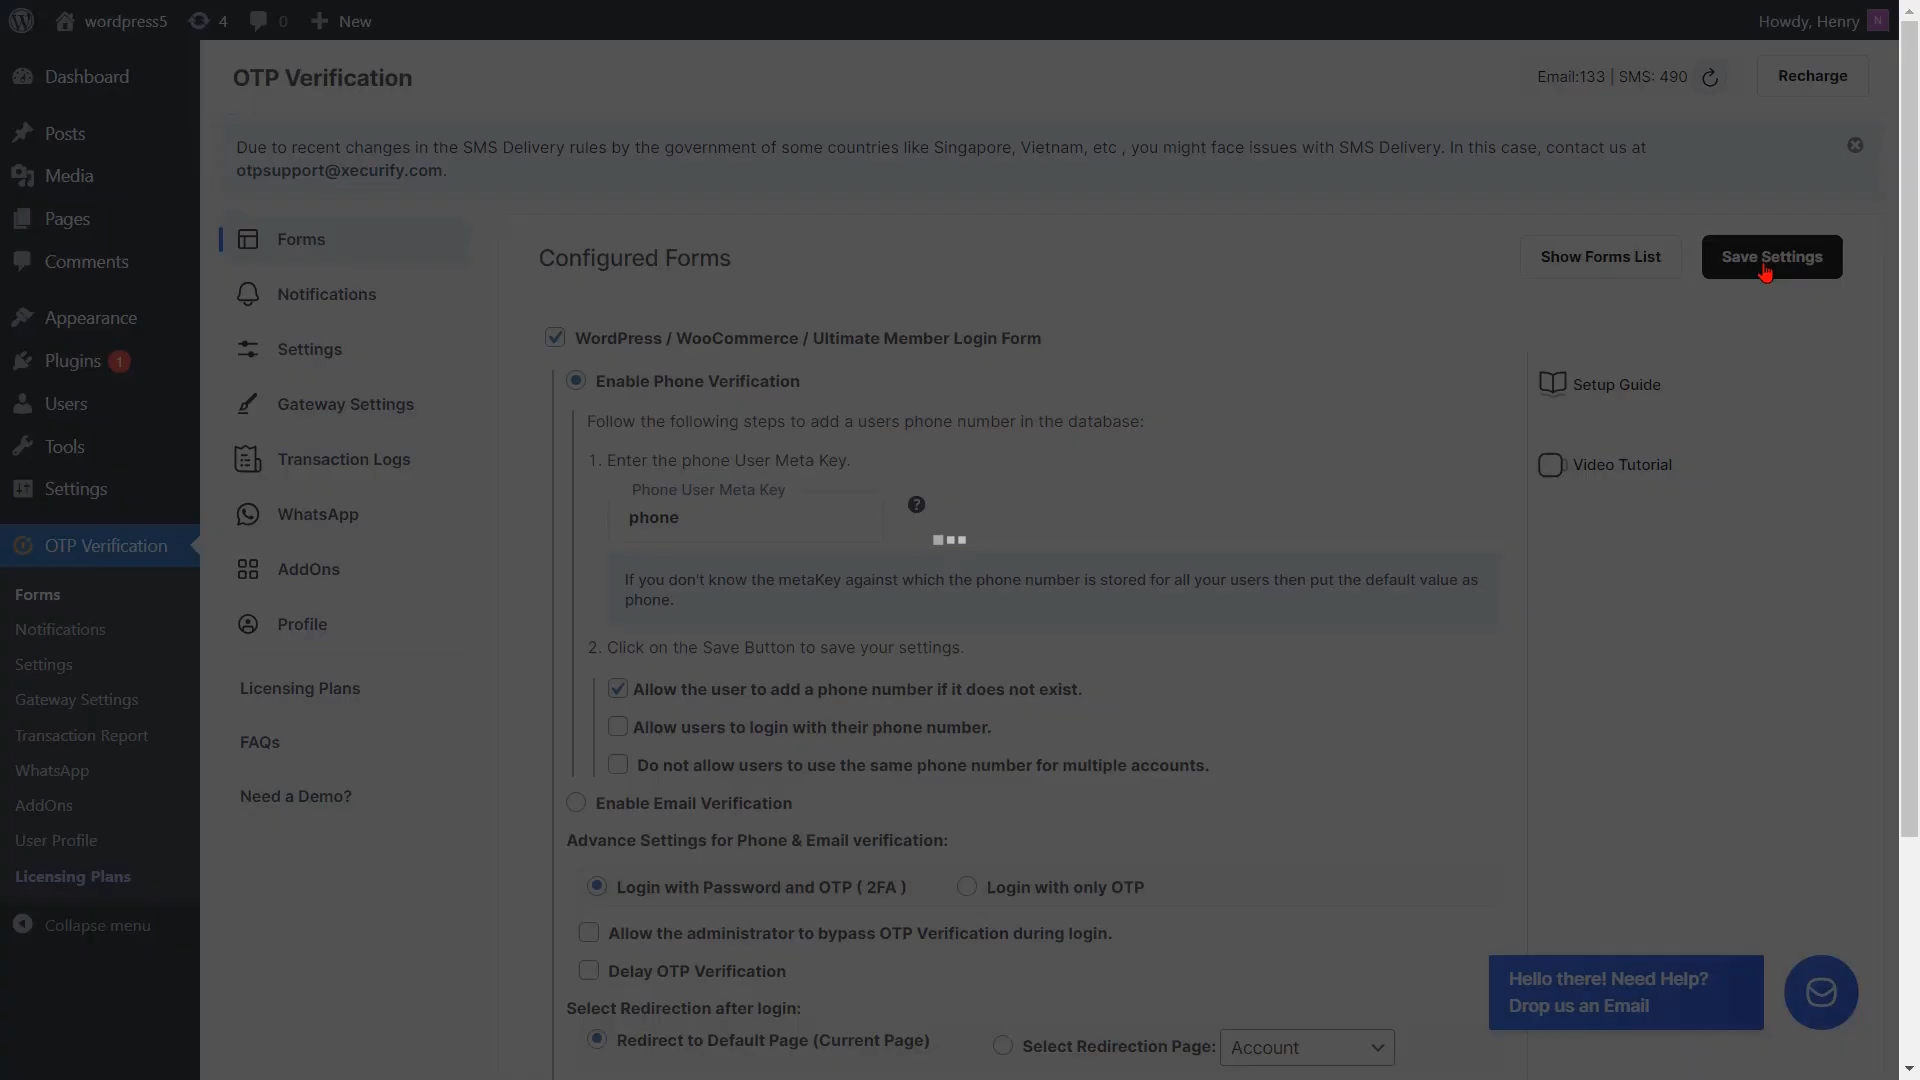 wordpress5 4 0 New Howdy, Henry N
Dashboard
Posts
Media
Pages
Comments
Appearance
Plugins 1
Users
Tools
Settings
OTP Verification
Forms
Notifications
Settings
Gateway Settings
Transaction Report
WhatsApp
AddOns
User Profile
Licensing Plans
Collapse menu
OTP Verification
Email:133 | SMS: 490
Recharge
Due to recent changes in the SMS Delivery rules by the government of some countries like Singapore, Vietnam, etc , you might face issues with SMS Delivery. In this case, contact us at
otpsupport@xecurify.com.
Forms
Notifications
Settings
Gateway Settings
Transaction Logs
WhatsApp
AddOns
Profile
Licensing Plans
FAQs
Need a Demo?
Configured Forms
Show Forms List
Save Settings
WordPress / WooCommerce / Ultimate Member Login Form
Enable Phone Verification
Follow the following steps to add a users phone number in the database:
1. Enter the phone User Meta Key.
Phone User Meta Key
phone
?
If you don't know the metaKey against which the phone number is stored for all your users then put the default value as
phone.
2. Click on the Save Button to save your settings.
Allow the user to add a phone number if it does not exist.
Allow users to login with their phone number.
Do not allow users to use the same phone number for multiple accounts.
Enable Email Verification
Advance Settings for Phone & Email verification:
Login with Password and OTP ( 2FA ) Login with only OTP
Allow the administrator to bypass OTP Verification during login.
Delay OTP Verification
Select Redirection after login:
Redirect to Default Page (Current Page) Select Redirection Page: Account
Setup Guide
Video Tutorial
Hello there! Need Help?
Drop us an Email